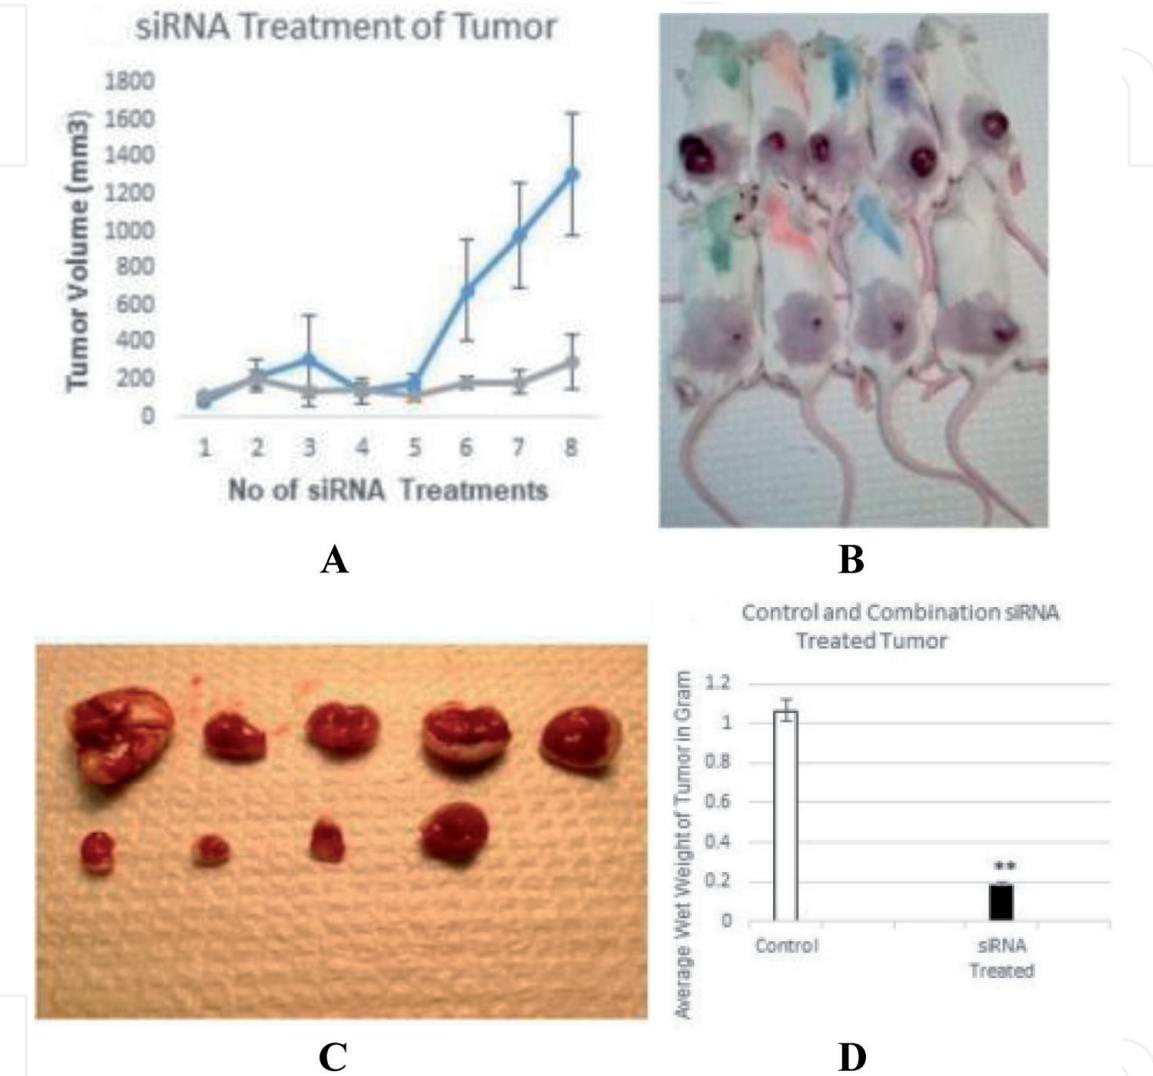 siRNA Treatment of Tumor
Tumor Volume (mm3)
1800
1600
1400
1200
1000
800
600
400
200
0
1 2 3 4 5 6 7 8
No of siRNA Treatments
A
B
C
Control and Combination siRNA
Treated Tumor
Average Wet Weight of Tumor in Gram
1.2
1
0.8
0.6
0.4
0.2
0
**
Control
siRNA
Treated
D